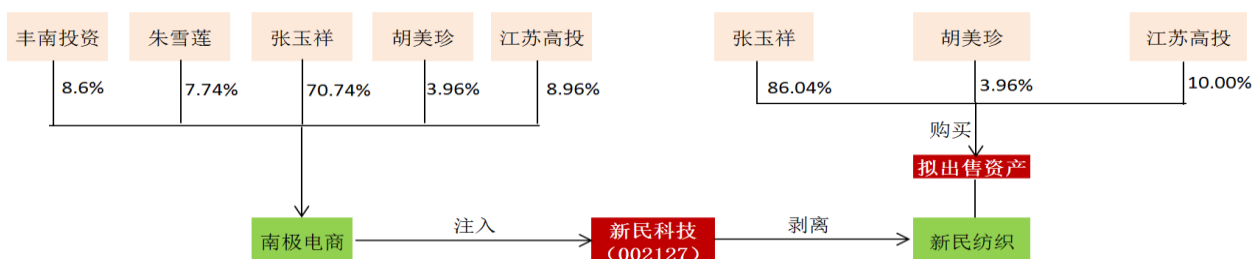 丰南投资 朱雪莲 张玉祥 胡美珍 江苏高投 张玉祥 胡美珍 江苏高投
8.6% 7.74% 70.74% 3.96% 8.96% 86.04% 3.96% 10.00%
购买
拟出售资产
南极电商 注入 新民科技 剥离 新民纺织
（002127）